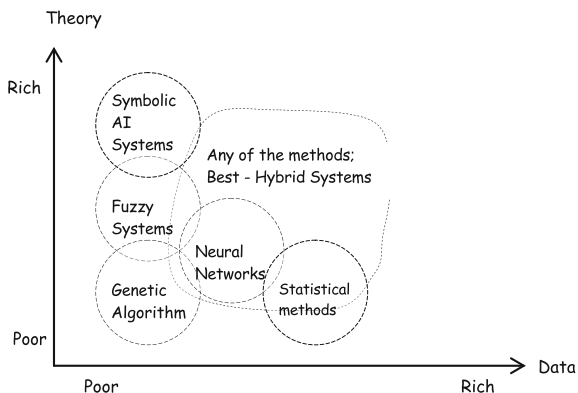 Theory
Rich
Symbolic
AI
Systems
Any of the methods;
Best - Hybrid Systems
Fuzzy
Systems
Neural
Networks
Genetic
Algorithm
Statistical
methods
Poor
Data
Poor
Rich